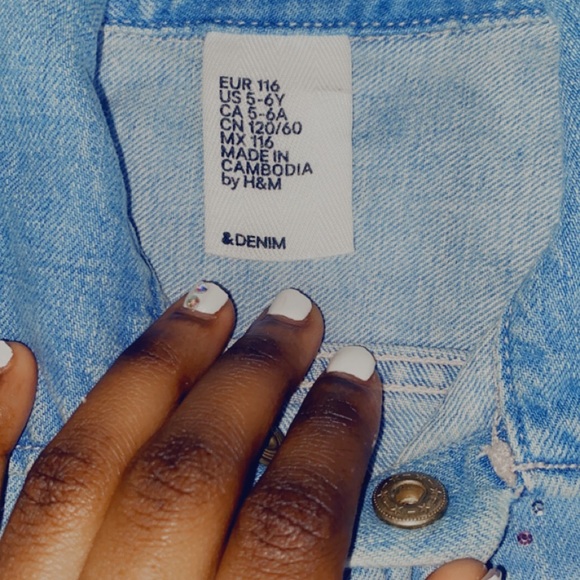 EUR 116
US 5-6Y
CA 5-6A
CN 120/60
MX 116
MADE IN
CAMBODIA
by H&M
&DENIM